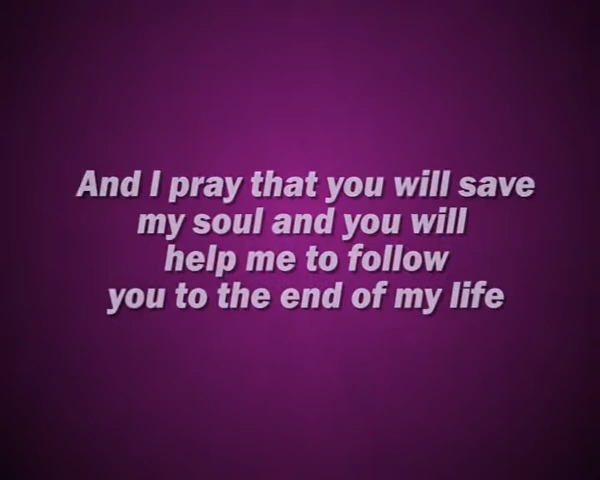 And I pray that you will save
my soul and you will
help me to follow
you to the end of my life